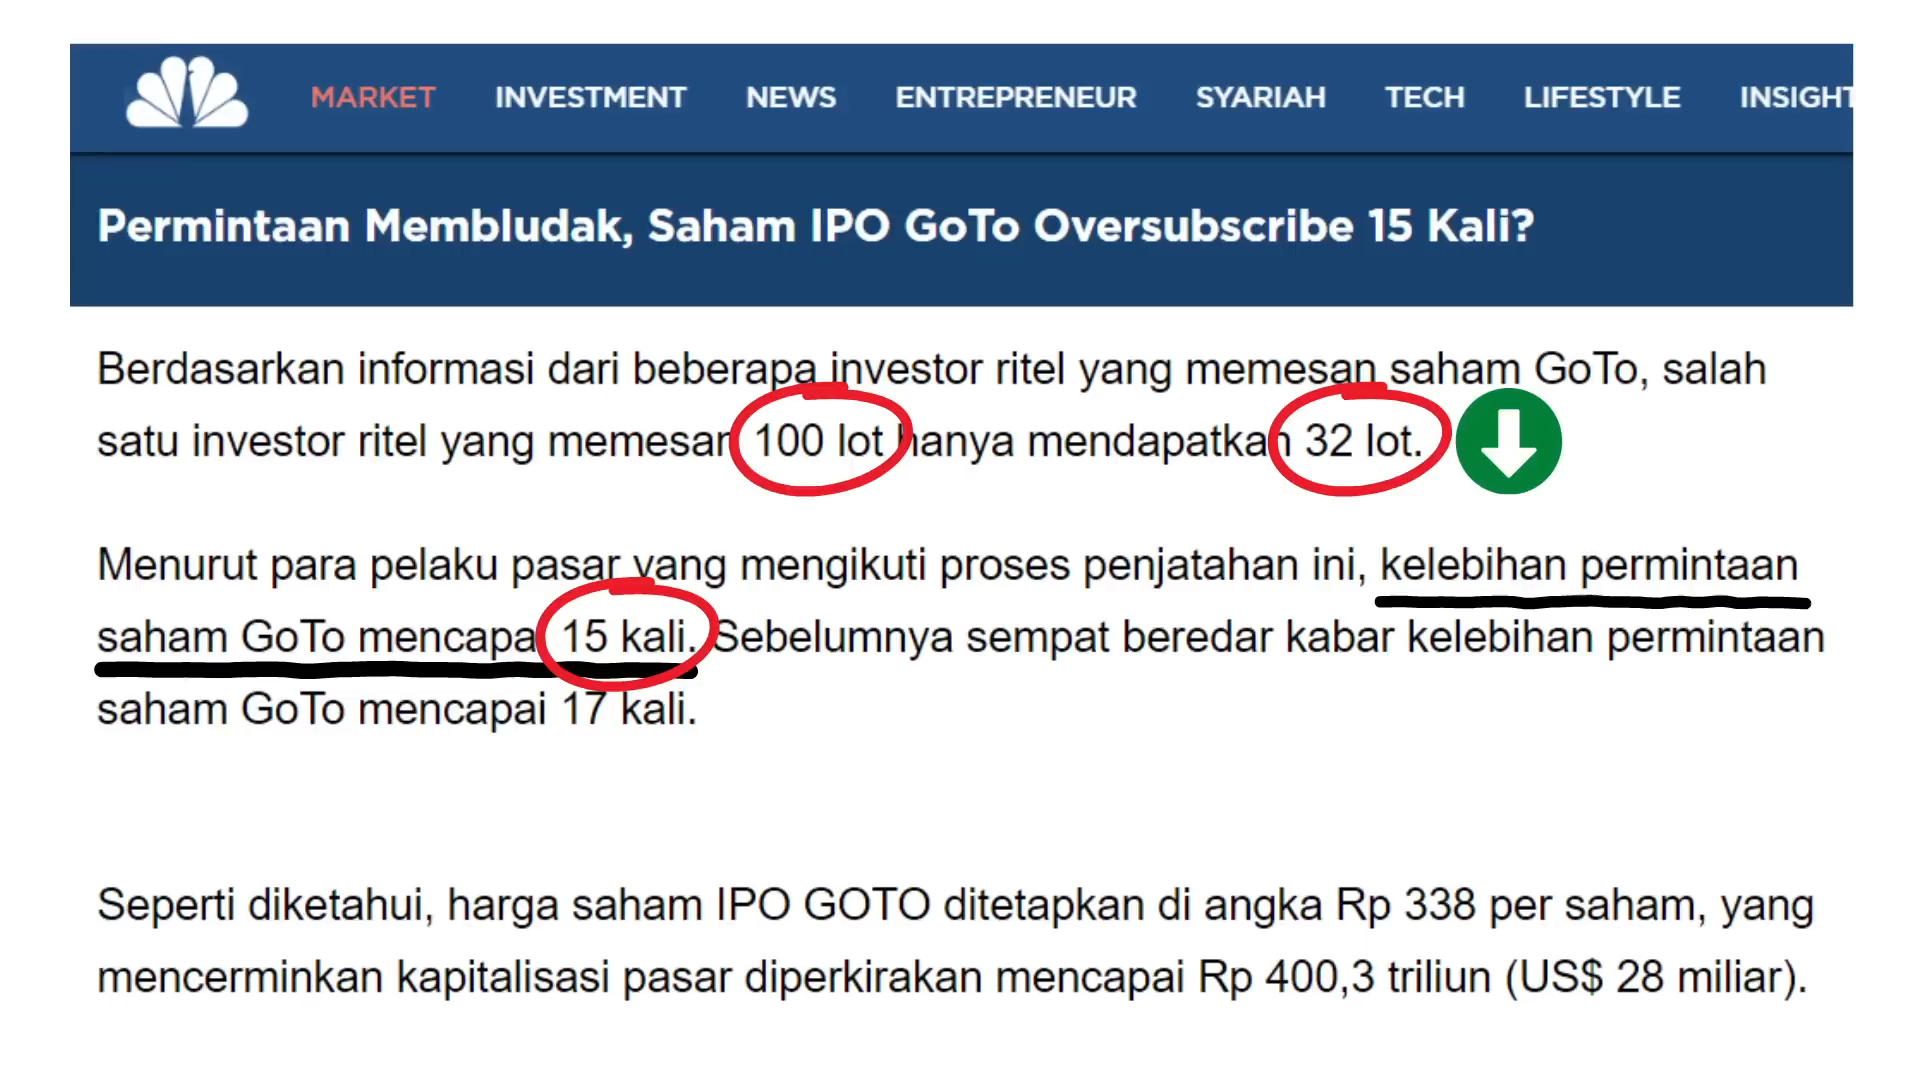 MARKET INVESTMENT NEWS ENTREPRENEUR SYARIAH TECH LIFESTYLE INSIGHT
Permintaan Membludak, Saham IPO GoTo Oversubscribe 15 Kali?
Berdasarkan informasi dari beberapa investor ritel yang memesan saham GoTo, salah
satu investor ritel yang memesan 100 lot hanya mendapatkan 32 lot.
Menurut para pelaku pasar yang mengikuti proses penjatahan ini, kelebihan permintaan
saham GoTo mencapai 15 kali. Sebelumnya sempat beredar kabar kelebihan permintaan
saham GoTo mencapai 17 kali.
Seperti diketahui, harga saham IPO GOTO ditetapkan di angka Rp 338 per saham, yang
mencerminkan kapitalisasi pasar diperkirakan mencapai Rp 400,3 triliun (US$ 28 miliar).